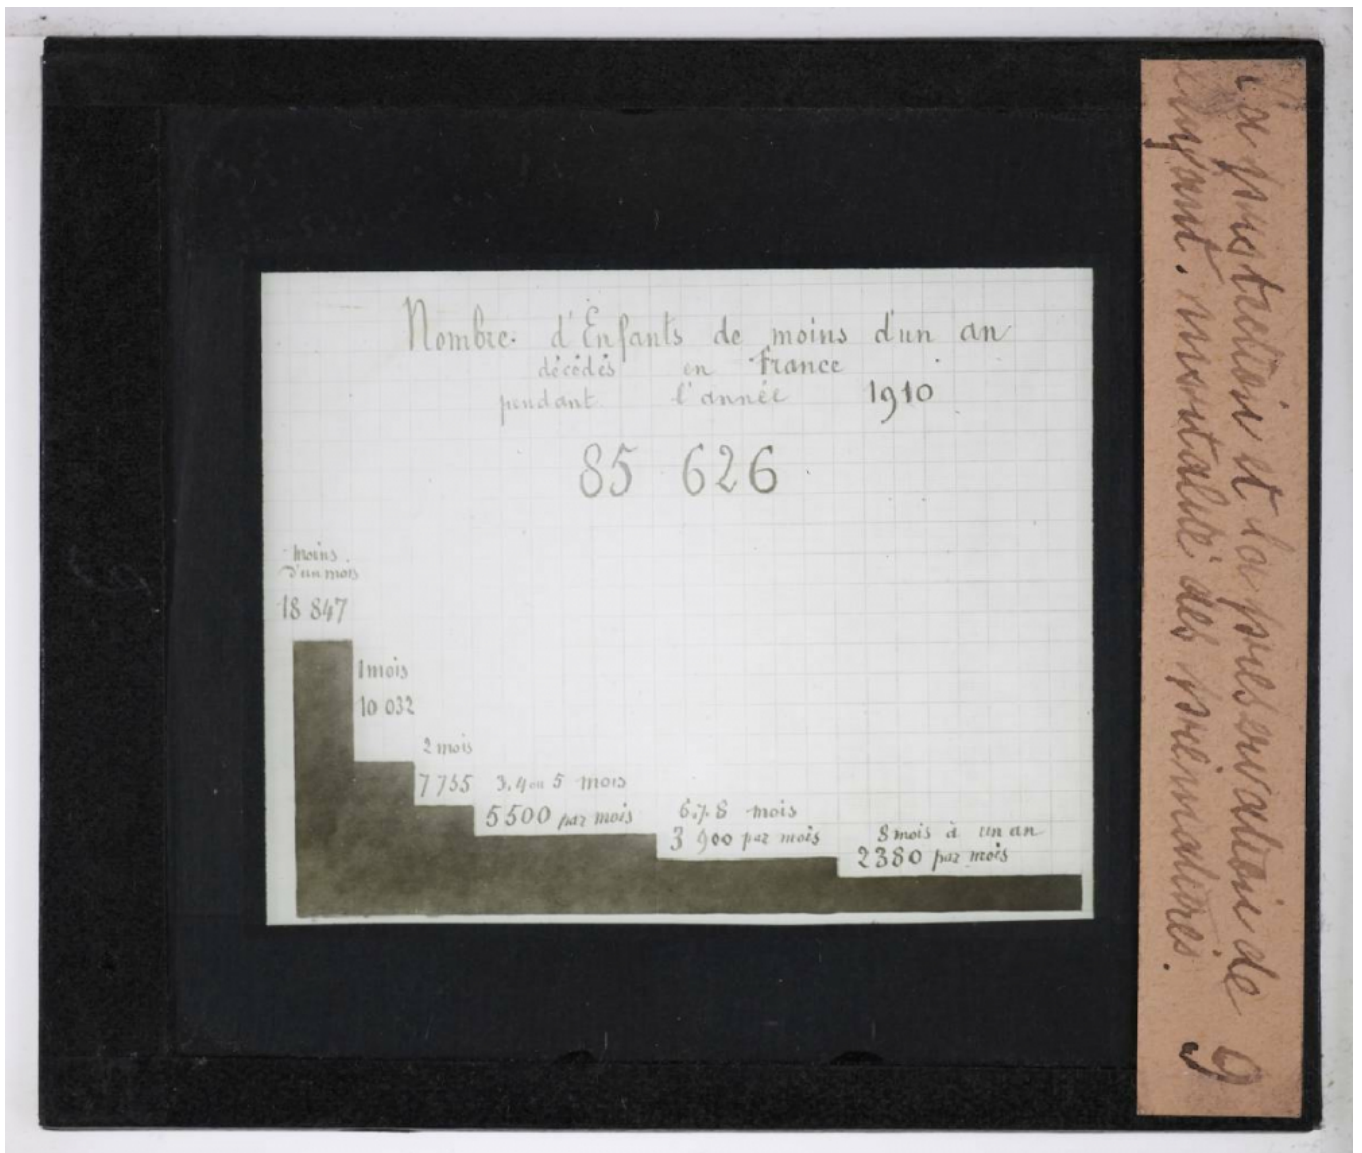 Nombre d'Enfants de moins d'un an
décédés en France
pendant l'année 1910
85 626
moins
d'un mois
18 847
1 mois
10 032
2 mois
7 755
3.4 ou 5 mois
5500 par mois
6.7.8 mois
3 900 par mois
8 mois à un an
2380 par mois
La protection et la préservation de
l'enfant. mortalité des prématurés.
9